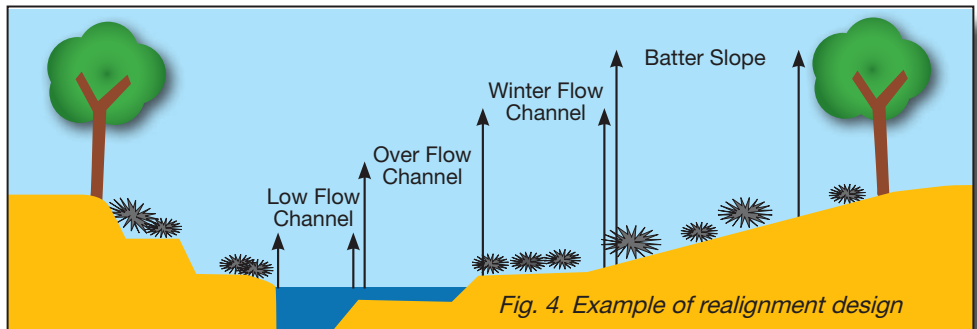 Batter Slope
Winter Flow
Channel
Over Flow
Channel
Low Flow
Channel
Fig. 4. Example of realignment design